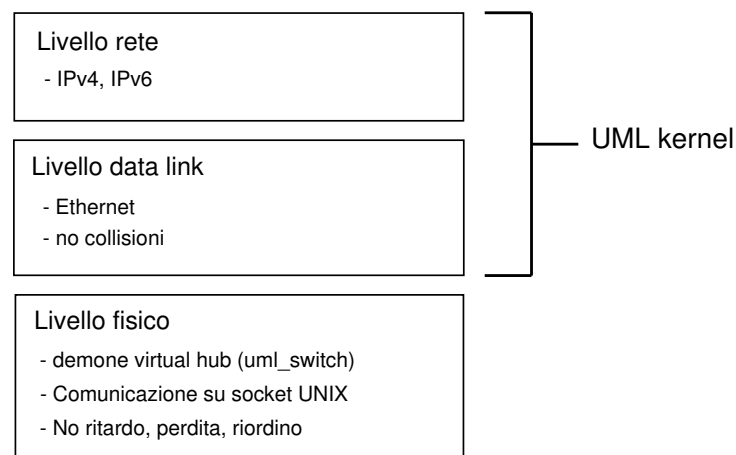 Livello rete
- IPv4, IPv6
UML kernel
Livello data link
- Ethernet
- no collisioni
Livello fisico
- demone virtual hub (uml_switch)
- Comunicazione su socket UNIX
- No ritardo, perdita, riordino